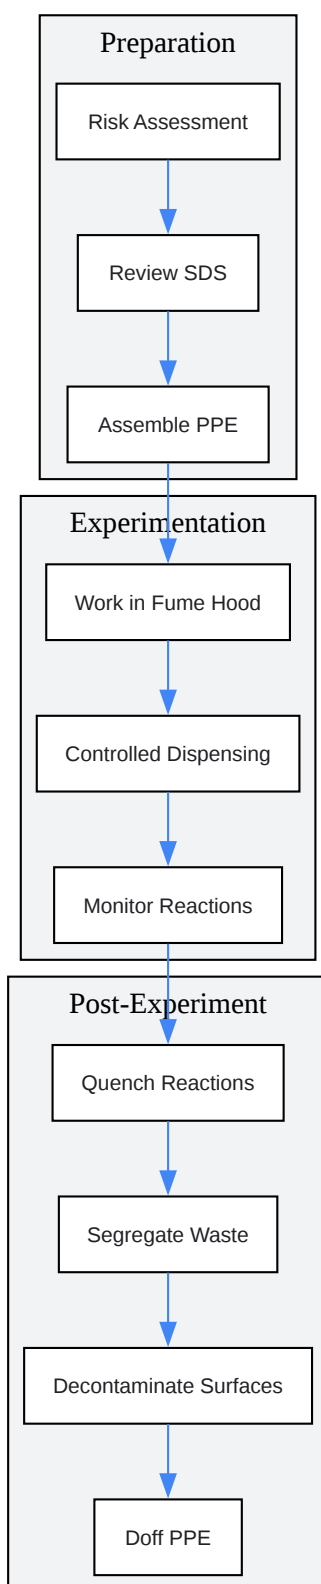 Preparation
Risk Assessment
Review SDS
Assemble PPE
Experimentation
Work in Fume Hood
Controlled Dispensing
Monitor Reactions
Post-Experiment
Quench Reactions
Segregate Waste
Decontaminate Surfaces
Doff PPE